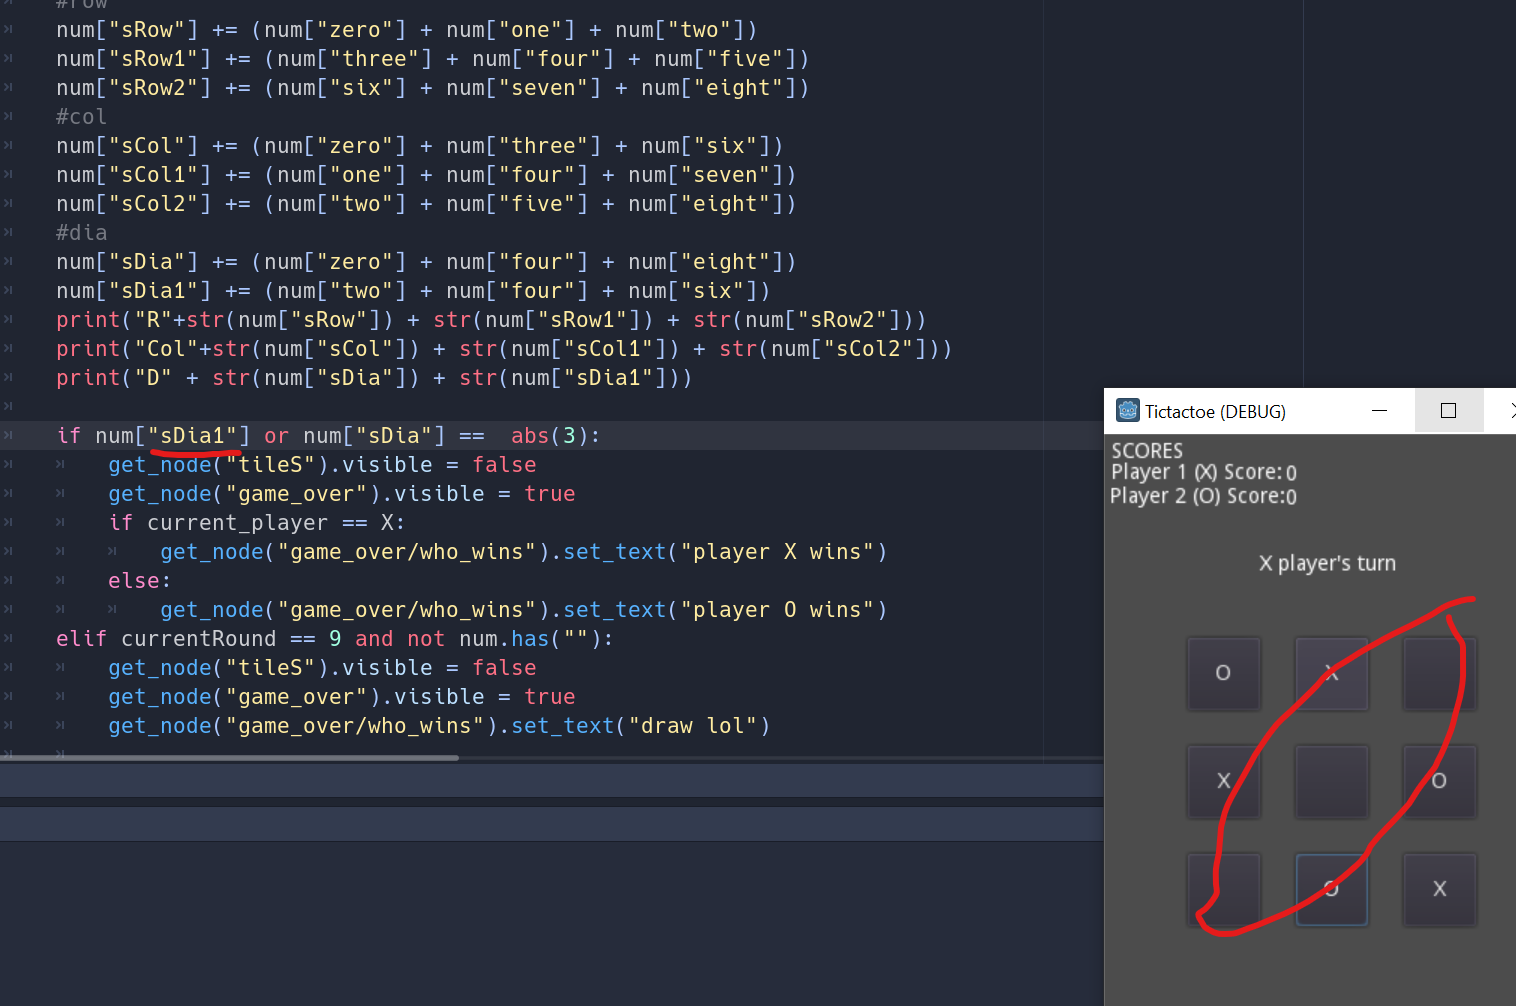 #row
num["sRow"] += (num["zero"] + num["one"] + num["two"])
num["sRow1"] += (num["three"] + num["four"] + num["five"])
num["sRow2"] += (num["six"] + num["seven"] + num["eight"])
#col
num["sCol"] += (num["zero"] + num["three"] + num["six"])
num["sCol1"] += (num["one"] + num["four"] + num["seven"])
num["sCol2"] += (num["two"] + num["five"] + num["eight"])
#dia
num["sDia"] += (num["zero"] + num["four"] + num["eight"])
num["sDia1"] += (num["two"] + num["four"] + num["six"])
print("R"+str(num["sRow"]) + str(num["sRow1"]) + str(num["sRow2"]))
print("Col"+str(num["sCol"]) + str(num["sCol1"]) + str(num["sCol2"]))
print("D" + str(num["sDia"]) + str(num["sDia1"]))
if num["sDia1"] or num["sDia"] ==  abs(3):
get_node("tileS").visible = false
get_node("game_over").visible = true
if current_player == X:
get_node("game_over/who_wins").set_text("player X wins")
else:
get_node("game_over/who_wins").set_text("player O wins")
elif currentRound == 9 and not num.has(""):
get_node("tileS").visible = false
get_node("game_over").visible = true
get_node("game_over/who_wins").set_text("draw lol")
Tictactoe (DEBUG)
SCORES
Player 1 (X) Score: 0
Player 2 (O) Score:0
X player's turn
O X
X O
O X